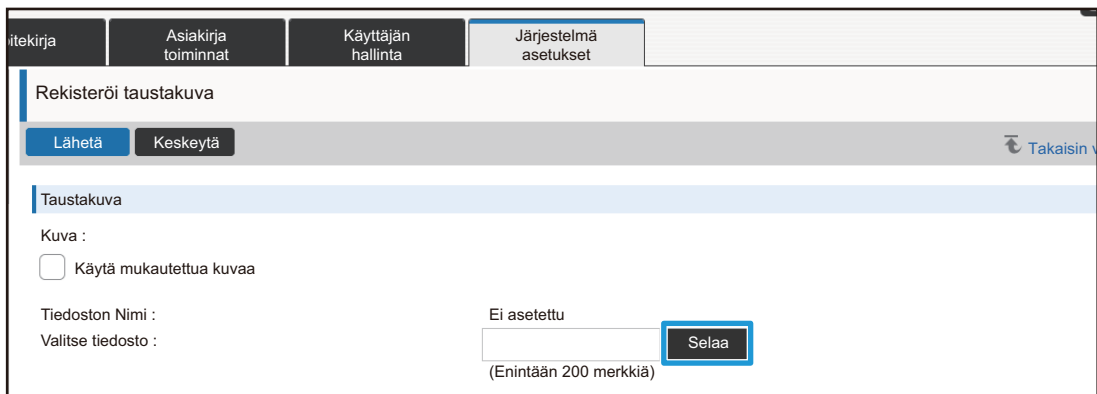 itekirja
Asiakirja
toiminnat
Käyttäjän
hallinta
Järjestelmä
asetukset
Rekisteröi taustakuva
Lähetä
Keskeytä
Takaisin v
Taustakuva
Kuva :
Käytä mukautettua kuvaa
Tiedoston Nimi :
Ei asetettu
Valitse tiedosto :
Selaa
(Enintään 200 merkkiä)